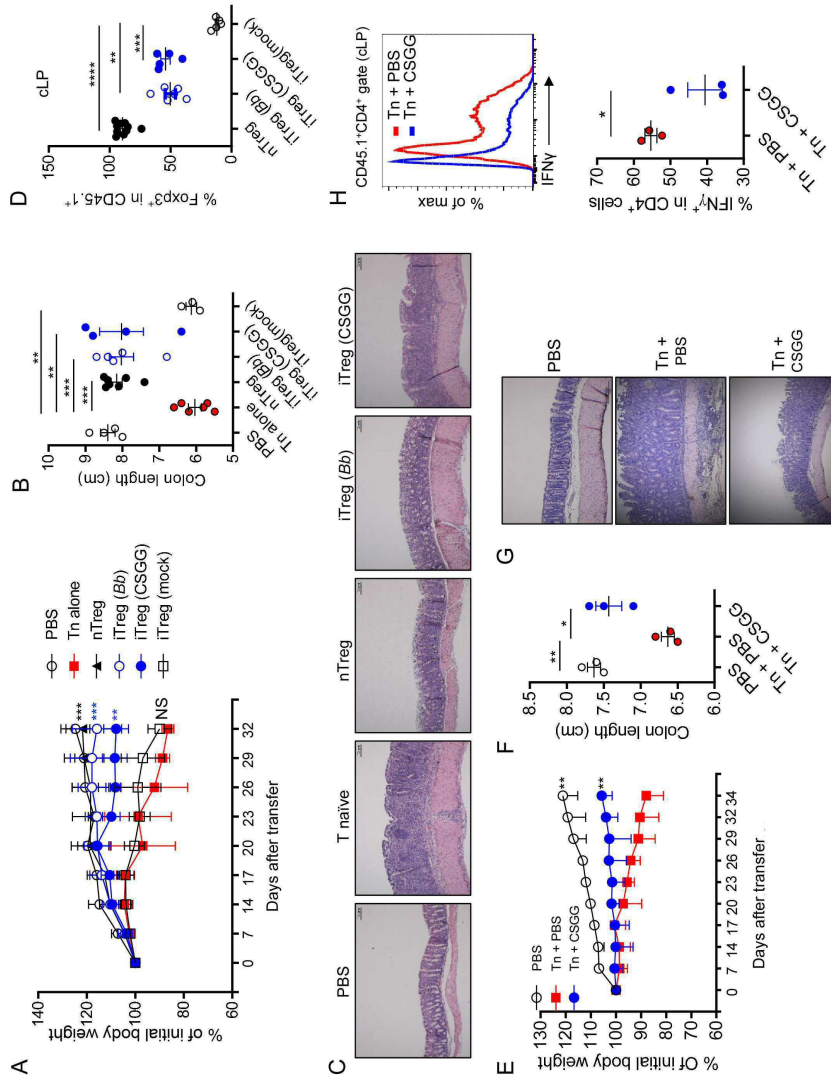 A
% of initial body weight
140
120
100
80
60
0
7
14
17
20
23
26
29
32
Days after transfer
***
***
**
NS
PBS
Tn alone
nTreg
iTreg (Bb)
iTreg (CSGG)
iTreg (mock)
B
Colon length (cm)
10
9
8
7
6
5
**
**
***
***
PBS
Tn alone
nTreg
iTreg (Bb)
iTreg (CSGG)
iTreg(mock)
D
cLP
% Foxp3+ in CD45.1+
150
100
50
0
****
**
***
nTreg
iTreg (Bb)
iTreg (CSGG)
iTreg(mock)
C
PBS
T naïve
nTreg
iTreg (Bb)
iTreg (CSGG)
E
% Of initial body weight
130
120
110
100
90
80
70
60
PBS
Tn + PBS
Tn + CSGG
**
**
0
7
14
17
20
23
26
29
32
34
Days after transfer
F
Colon length (cm)
8.5
8.0
7.5
7.0
6.5
6.0
**
*
PBS
Tn + PBS
Tn + CSGG
G
PBS
Tn +
PBS
Tn +
CSGG
H
CD45.1+CD4+ gate (cLP)
Tn + PBS
Tn + CSGG
% of max
IFNγ
% IFNγ+ in CD4+ cells
70
60
50
40
30
*
Tn + PBS
Tn + CSGG